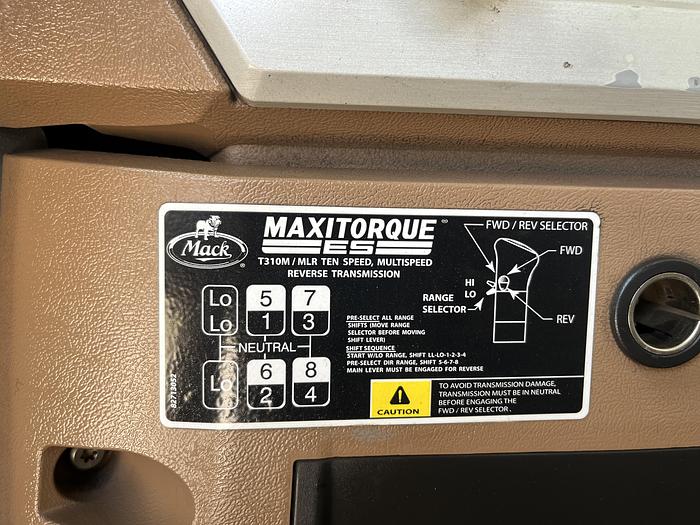 Mack
MAXITORQUE
ES
T310M / MLR TEN SPEED, MULTISPEED
REVERSE TRANSMISSION
Lo 5 7
Lo 1 3
NEUTRAL
Lo 6 8
2 4
82713052
PRE-SELECT ALL RANGE
SHIFTS (MOVE RANGE
SELECTOR BEFORE MOVING
SHIFT LEVER)
SHIFT SEQUENCE
START W/LO RANGE, SHIFT LL-LO-1-2-3-4
PRE-SELECT DIR RANGE, SHIFT 5-6-7-8
MAIN LEVER MUST BE ENGAGED FOR REVERSE
FWD / REV SELECTOR
FWD
HI
LO
RANGE
SELECTOR
REV
CAUTION
TO AVOID TRANSMISSION DAMAGE,
TRANSMISSION MUST BE IN NEUTRAL
BEFORE ENGAGING THE
FWD / REV SELECTOR.